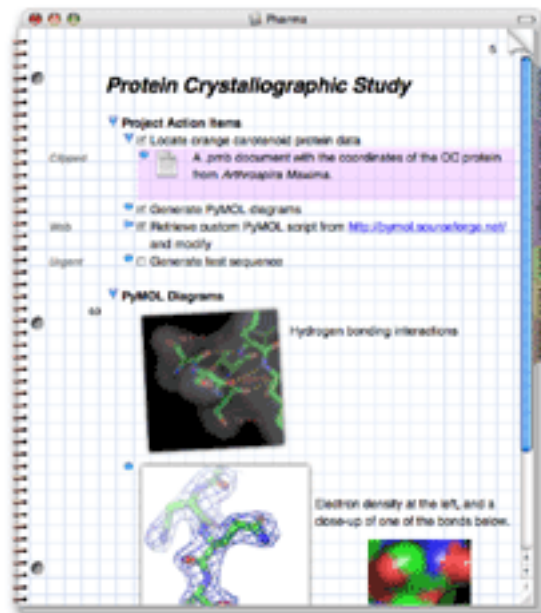 Pharma
5
Protein Crystallographic Study
Project Action Items
Locate orange carotenoid protein data
Clipped
A .pmb document with the coordinates of the OC protein
from Arthrospira Maxima.
Generate PyMOL diagrams
Web
Retrieve custom PyMOL script from http://pymol.sourceforge.net/
and modify
Urgent
Generate test sequence
PyMOL Diagrams
Hydrogen bonding interactions
Electron density at the left, and a
close-up of one of the bonds below.